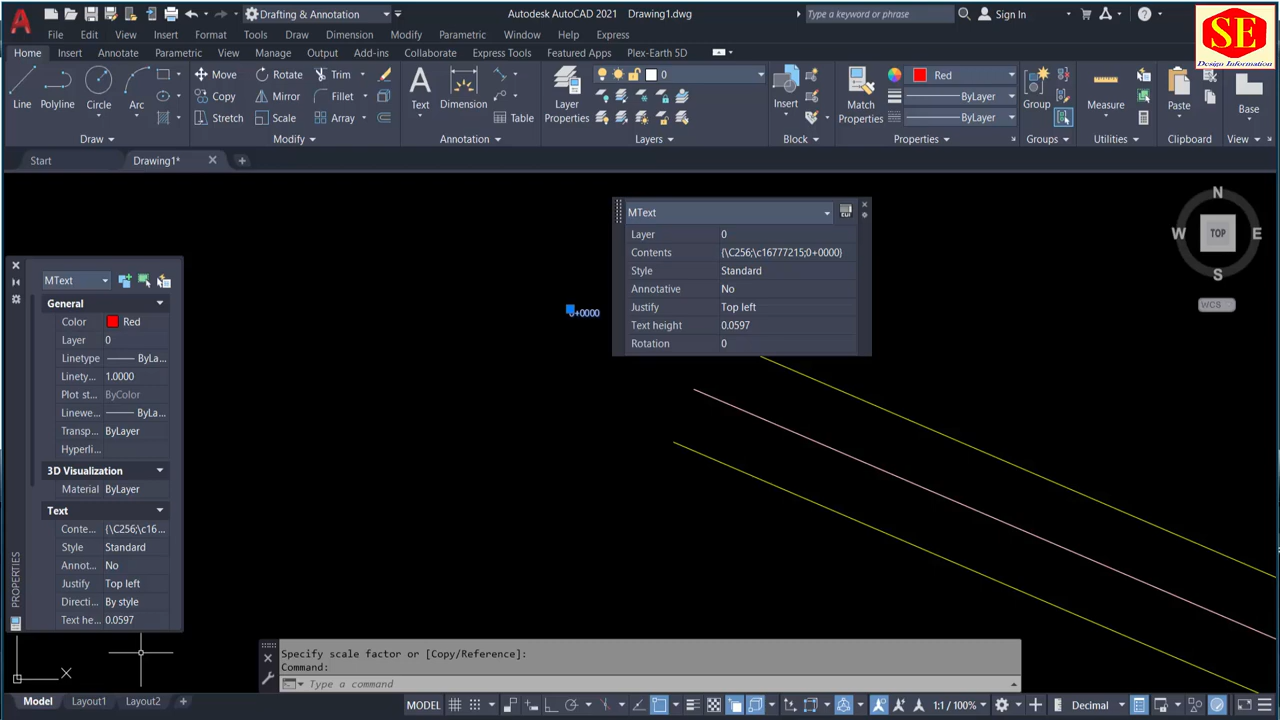 Drafting & Annotation
Autodesk AutoCAD 2021 Drawing1.dwg
Type a keyword or phrase
Sign In
SE
Design Information
File Edit View Insert Format Tools Draw Dimension Modify Parametric Window Help Express
Home Insert Annotate Parametric View Manage Output Add-ins Collaborate Express Tools Featured Apps Plex-Earth 5D
Line Polyline Circle Arc
Move Rotate Trim
Copy Mirror Fillet
Stretch Scale Array
Text Dimension Table
Layer Properties
0
Insert
Match Properties
Red
ByLayer
ByLayer
Group
Measure
Paste
Base
Draw Modify Annotation Layers Block Properties Groups Utilities Clipboard View
Start Drawing1*
MText
Layer 0
Contents {\C256;\c16777215;0+0000}
Style Standard
Annotative No
Justify Top left
Text height 0.0597
Rotation 0
0+0000
N
W TOP E
S
WCS
MText
General
Color Red
Layer 0
Linetype ByLa...
Linety... 1.0000
Plot st... ByColor
Linewe... ByLa...
Transp... ByLayer
Hyperli...
3D Visualization
Material ByLayer
Text
Conte... {\C256;\c16...
Style Standard
Anno... No
Justify Top left
Directi... By style
Text he... 0.0597
PROPERTIES
Specify scale factor or [Copy/Reference]:
Command:
Type a command
Model Layout1 Layout2
MODEL
1:1 / 100%
Decimal